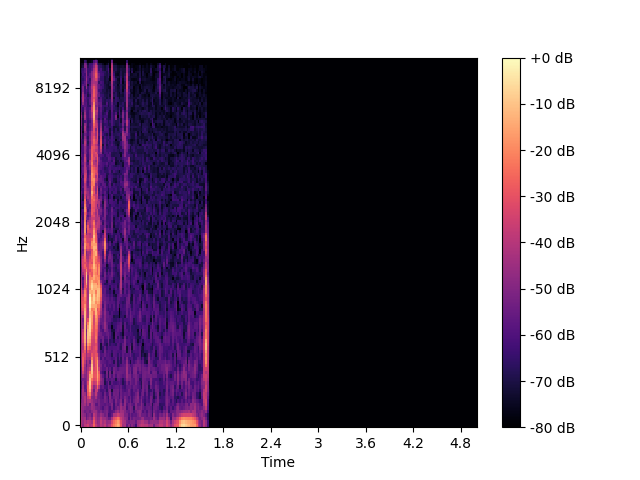 +0 dB
8192
-10 dB
4096
-20 dB
-30 dB
2048
Hz
-40 dB
1024
-50 dB
-60 dB
512
-70 dB
0
-80 dB
0 0.6 1.2 1.8 2.4 3 3.6 4.2 4.8
Time